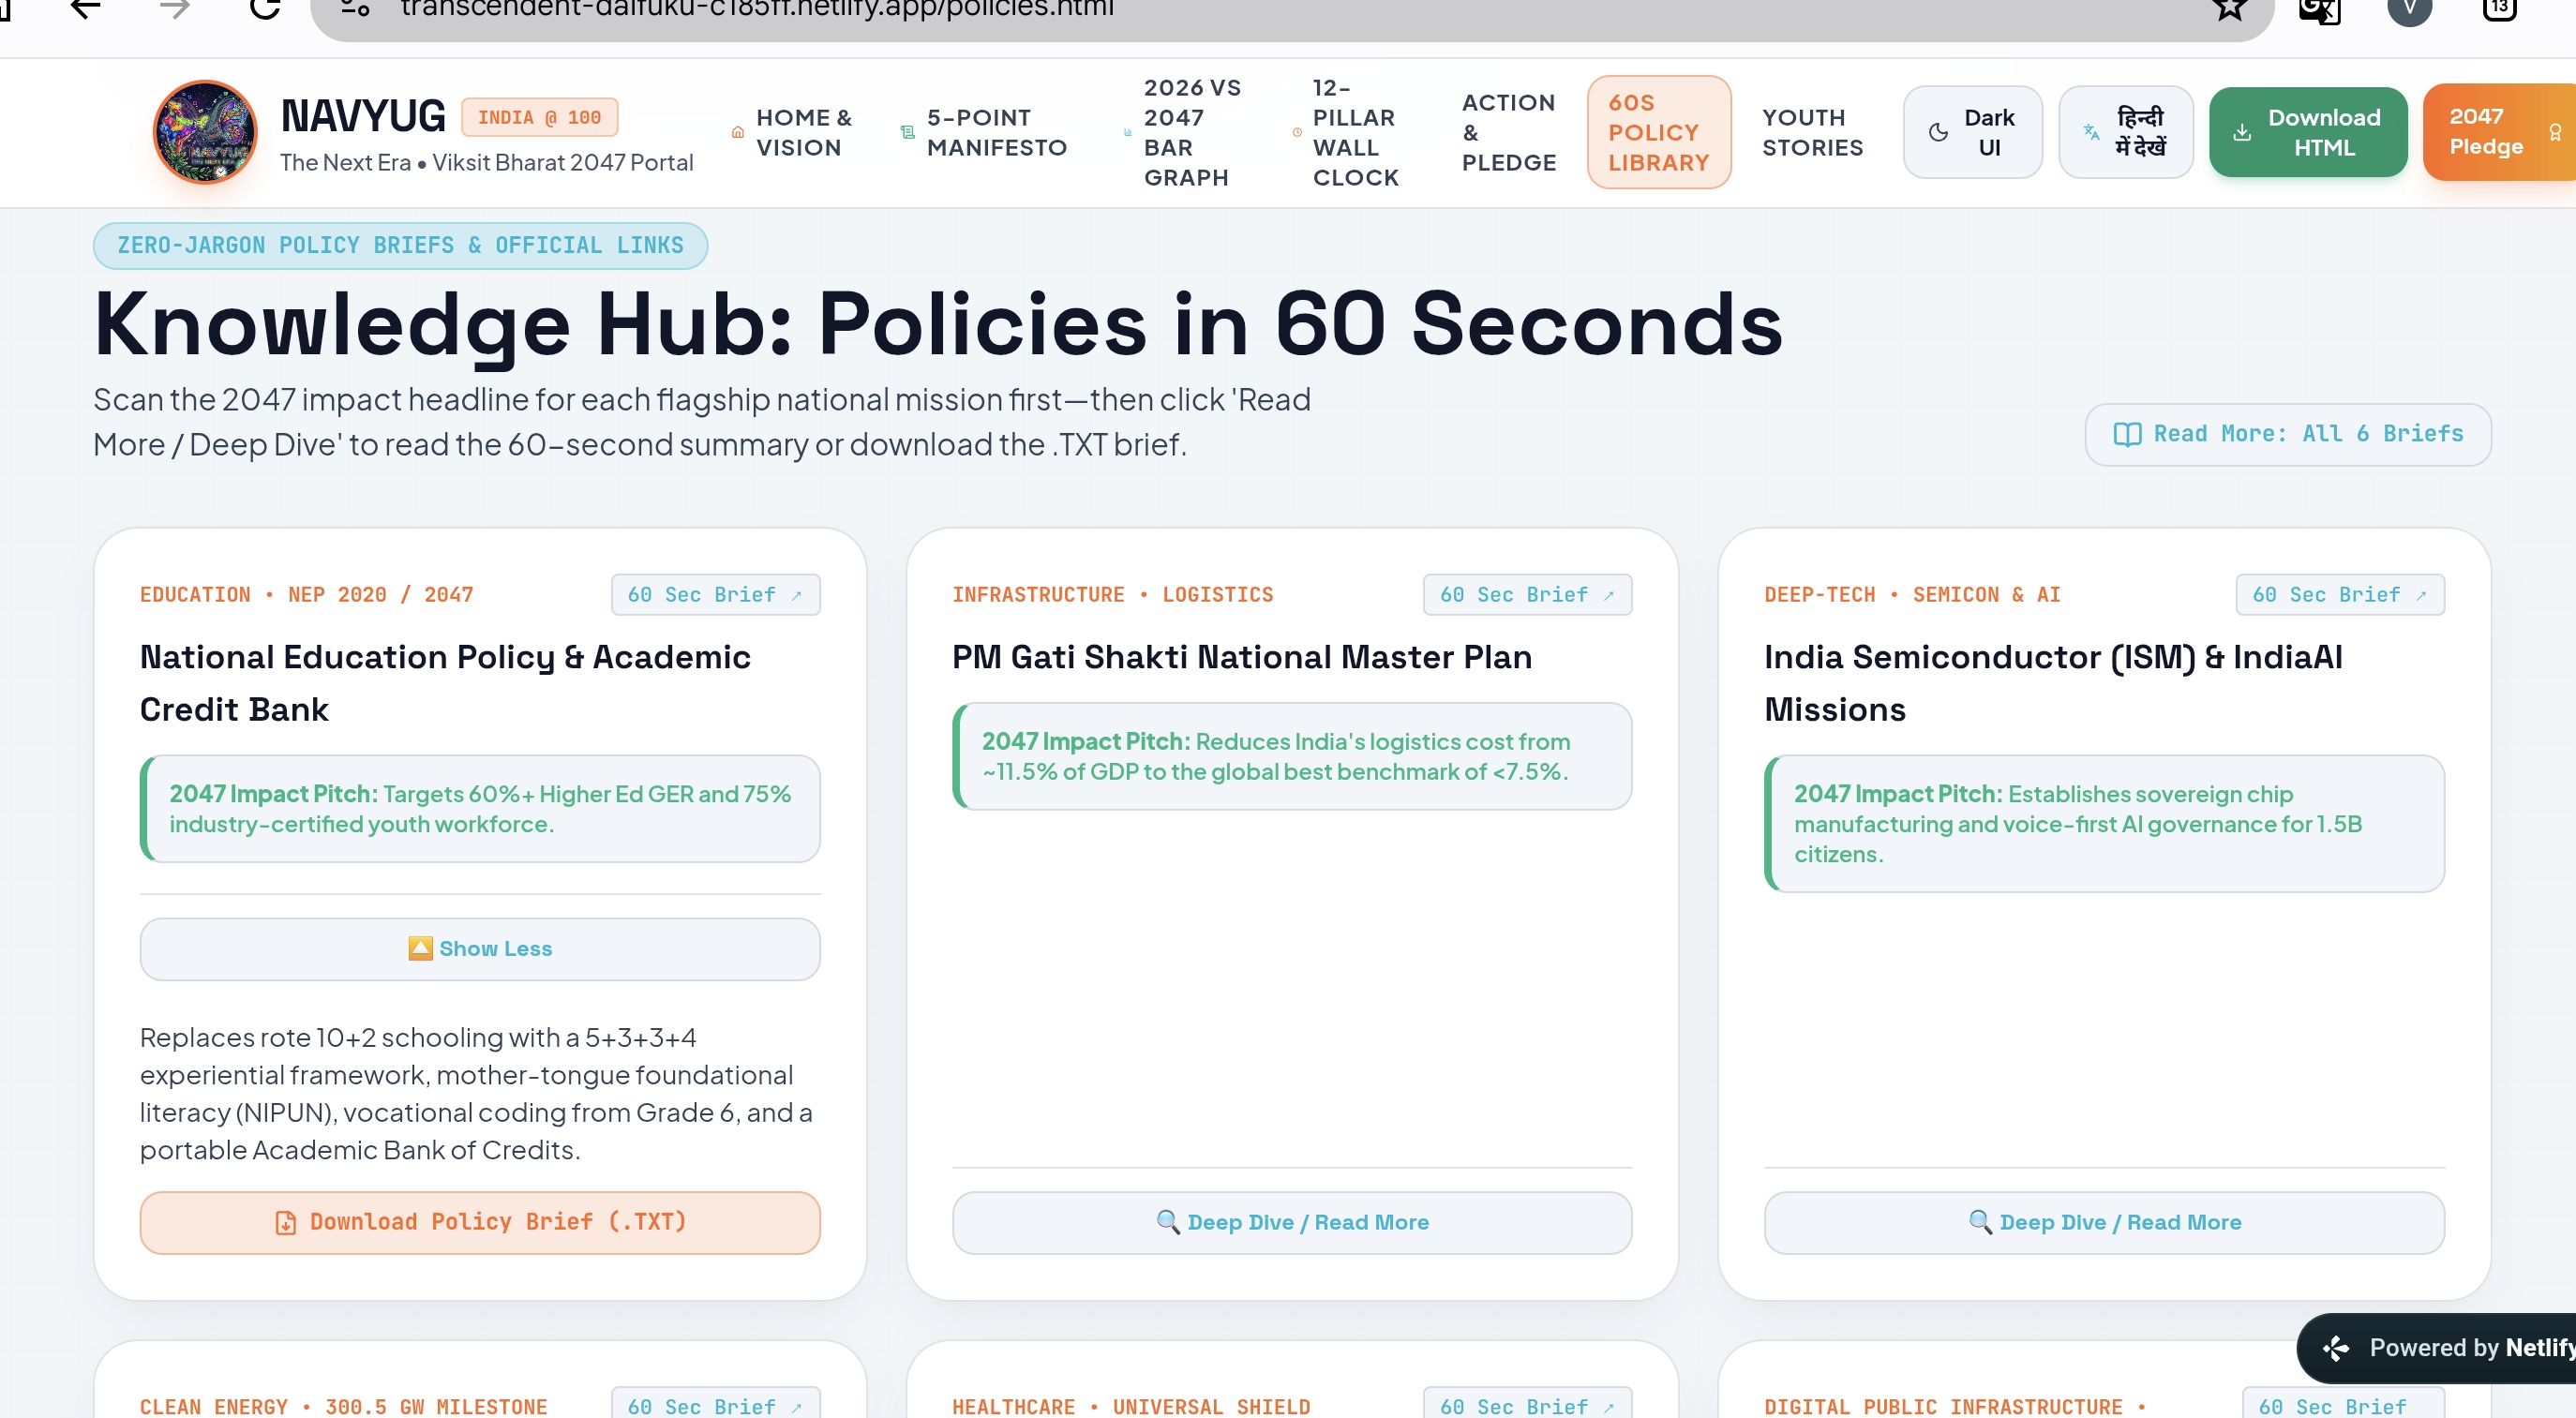 transcendent-daifuku-c185ff.netlify.app/policies.html
V
13
NAVYUG
INDIA @ 100
The Next Era • Viksit Bharat 2047 Portal
HOME &
VISION
5-POINT
MANIFESTO
2026 VS
2047
BAR
GRAPH
12-
PILLAR
WALL
CLOCK
ACTION
&
PLEDGE
60S
POLICY
LIBRARY
YOUTH
STORIES
Dark
UI
हिन्दी
में देखें
Download
HTML
2047
Pledge
ZERO-JARGON POLICY BRIEFS & OFFICIAL LINKS
Knowledge Hub: Policies in 60 Seconds
Scan the 2047 impact headline for each flagship national mission first—then click 'Read
More / Deep Dive' to read the 60-second summary or download the .TXT brief.
Read More: All 6 Briefs
EDUCATION • NEP 2020 / 2047
60 Sec Brief ↗
National Education Policy & Academic
Credit Bank
2047 Impact Pitch: Targets 60%+ Higher Ed GER and 75%
industry-certified youth workforce.
🔼 Show Less
Replaces rote 10+2 schooling with a 5+3+3+4
experiential framework, mother-tongue foundational
literacy (NIPUN), vocational coding from Grade 6, and a
portable Academic Bank of Credits.
Download Policy Brief (.TXT)
INFRASTRUCTURE • LOGISTICS
60 Sec Brief ↗
PM Gati Shakti National Master Plan
2047 Impact Pitch: Reduces India's logistics cost from
~11.5% of GDP to the global best benchmark of <7.5%.
🔍 Deep Dive / Read More
DEEP-TECH • SEMICON & AI
60 Sec Brief ↗
India Semiconductor (ISM) & IndiaAI
Missions
2047 Impact Pitch: Establishes sovereign chip
manufacturing and voice-first AI governance for 1.5B
citizens.
🔍 Deep Dive / Read More
CLEAN ENERGY • 300.5 GW MILESTONE
60 Sec Brief ↗
HEALTHCARE • UNIVERSAL SHIELD
60 Sec Brief ↗
DIGITAL PUBLIC INFRASTRUCTURE •
60 Sec Brief
Powered by Netlify